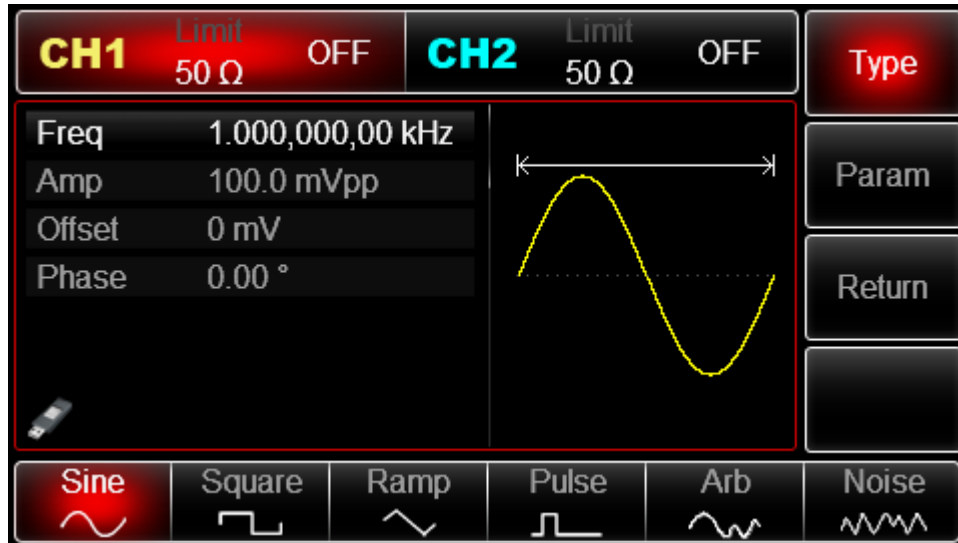 CH1 Limit 50 Ω OFF
CH2 Limit 50 Ω OFF
Type
Freq 1.000,000,00 kHz
Amp 100.0 mVpp
Offset 0 mV
Phase 0.00 °
Param
Return
Sine Square Ramp Pulse Arb Noise